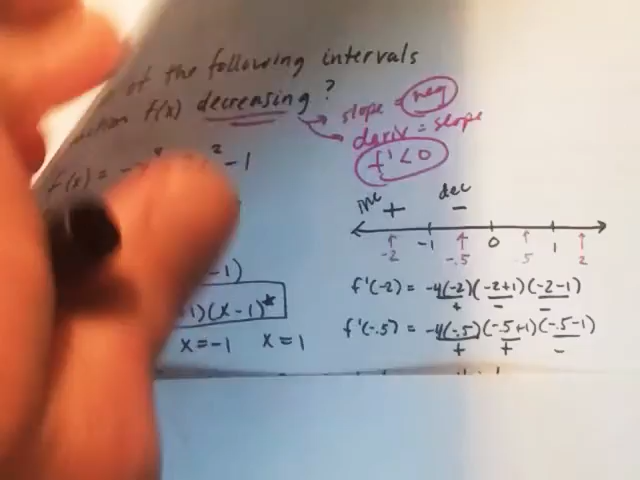 of the following intervals
f(x) decreasing ?
slope = neg
deriv = slope
f' < 0
f(x) = 2 - 1
inc dec
+ −
-1 0 1
-2 -.5 .5 2
- 1)
1)(x - 1)*
x = -1 x = 1
f'(-2) = -4(-2)(-2+1)(-2-1)
+ − −
f'(-.5) = -4(-.5)(-.5+1)(-.5-1)
+ + −